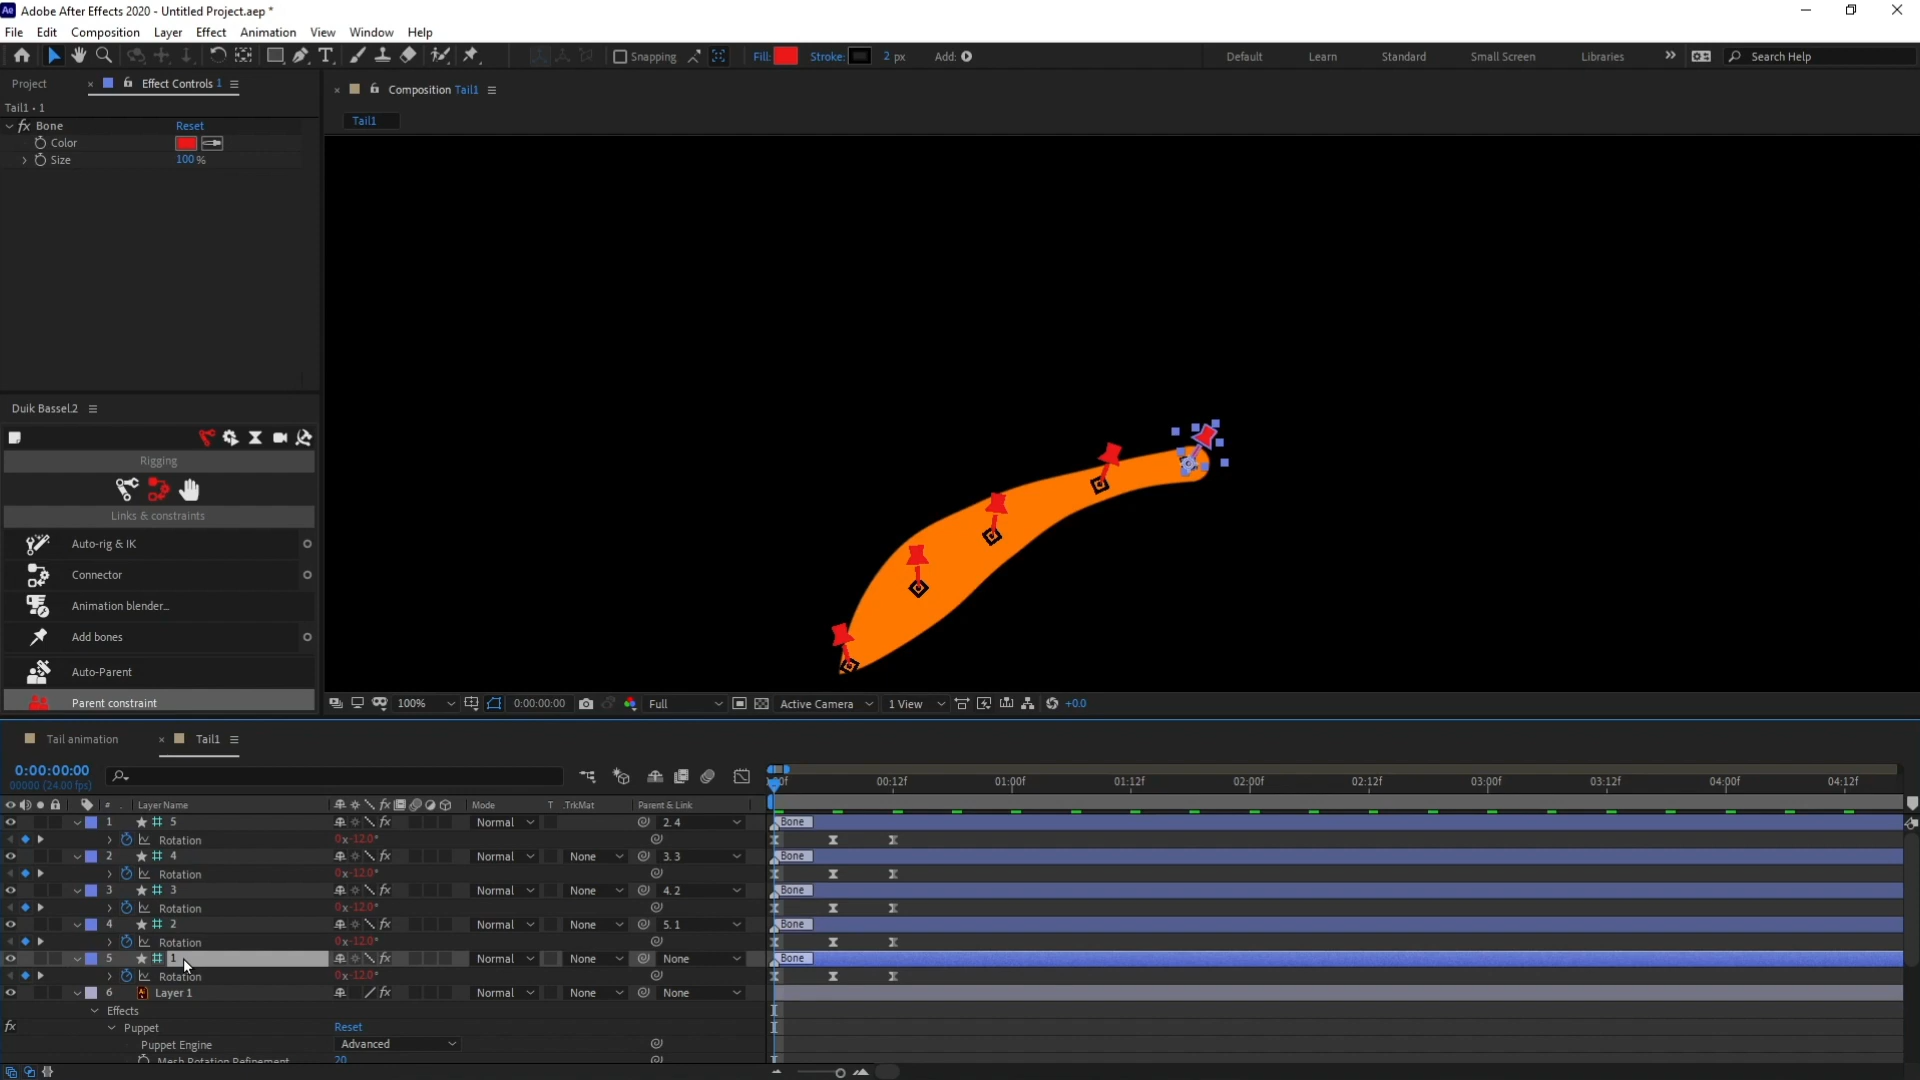 Adobe After Effects 2020 - Untitled Project.aep *
File Edit Composition Layer Effect Animation View Window Help
Snapping Fill: Stroke: 2 px Add: Default Learn Standard Small Screen Libraries Search Help
Project Effect Controls 1
Composition Tail1
Tail1 • 1
Tail1
fx Bone Reset
Color
Size 100 %
Duik Bassel.2
Rigging
Links & constraints
Auto-rig & IK
Connector
Animation blender...
Add bones
Auto-Parent
Parent constraint
100% 0:00:00:00 Full Active Camera 1 View +0.0
Tail animation Tail1
0:00:00:00
00000 (24.00 fps)
00:12f 01:00f 01:12f 02:00f 02:12f 03:00f 03:12f 04:00f 04:12f
# Layer Name Mode T .TrkMat Parent & Link
1 5 Normal 2. 4 Bone
Rotation 0x-12.0°
2 4 Normal None 3. 3 Bone
Rotation 0x-12.0°
3 3 Normal None 4. 2 Bone
Rotation 0x-12.0°
4 2 Normal None 5. 1 Bone
Rotation 0x-12.0°
5 1 Normal None None Bone
Rotation 0x-12.0°
6 Layer 1 Normal None None
Effects
fx Puppet Reset
Puppet Engine Advanced
Mesh Rotation Refinement 20